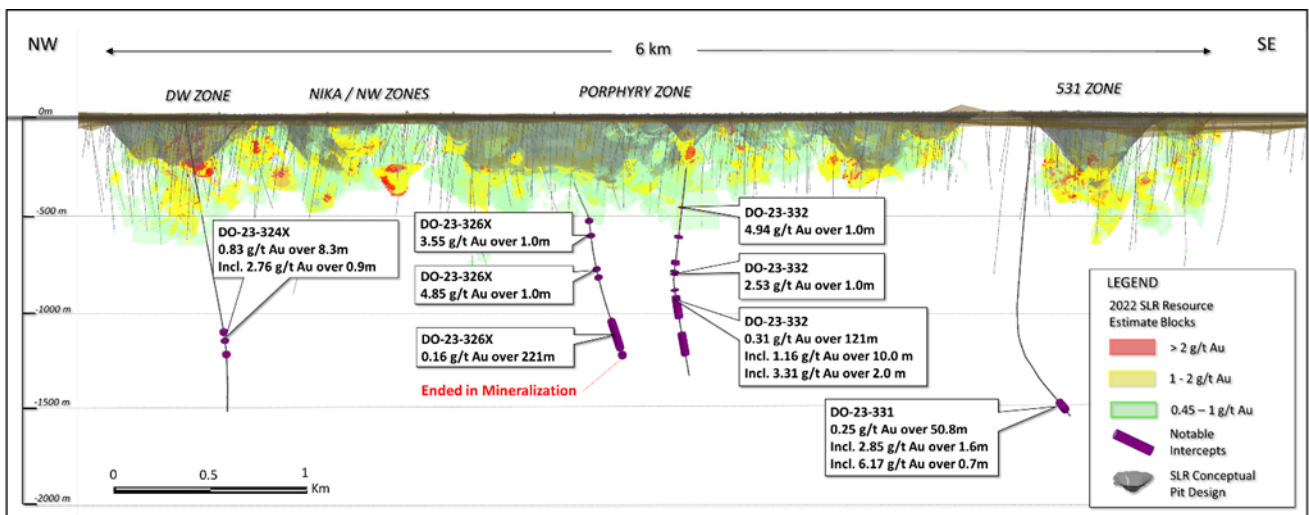 NW
6 km
SE
DW ZONE
NIKA / NW ZONES
PORPHYRY ZONE
531 ZONE
0m
-500 m
-1000 m
-1500 m
-2000 m
DO-23-324X
0.83 g/t Au over 8.3m
Incl. 2.76 g/t Au over 0.9m
DO-23-326X
3.55 g/t Au over 1.0m
DO-23-326X
4.85 g/t Au over 1.0m
DO-23-326X
0.16 g/t Au over 221m
Ended in Mineralization
DO-23-332
4.94 g/t Au over 1.0m
DO-23-332
2.53 g/t Au over 1.0m
DO-23-332
0.31 g/t Au over 121m
Incl. 1.16 g/t Au over 10.0 m
Incl. 3.31 g/t Au over 2.0 m
DO-23-331
0.25 g/t Au over 50.8m
Incl. 2.85 g/t Au over 1.6m
Incl. 6.17 g/t Au over 0.7m
LEGEND
2022 SLR Resource
Estimate Blocks
> 2 g/t Au
1 - 2 g/t Au
0.45 – 1 g/t Au
Notable
Intercepts
SLR Conceptual
Pit Design
0 0.5 1
Km